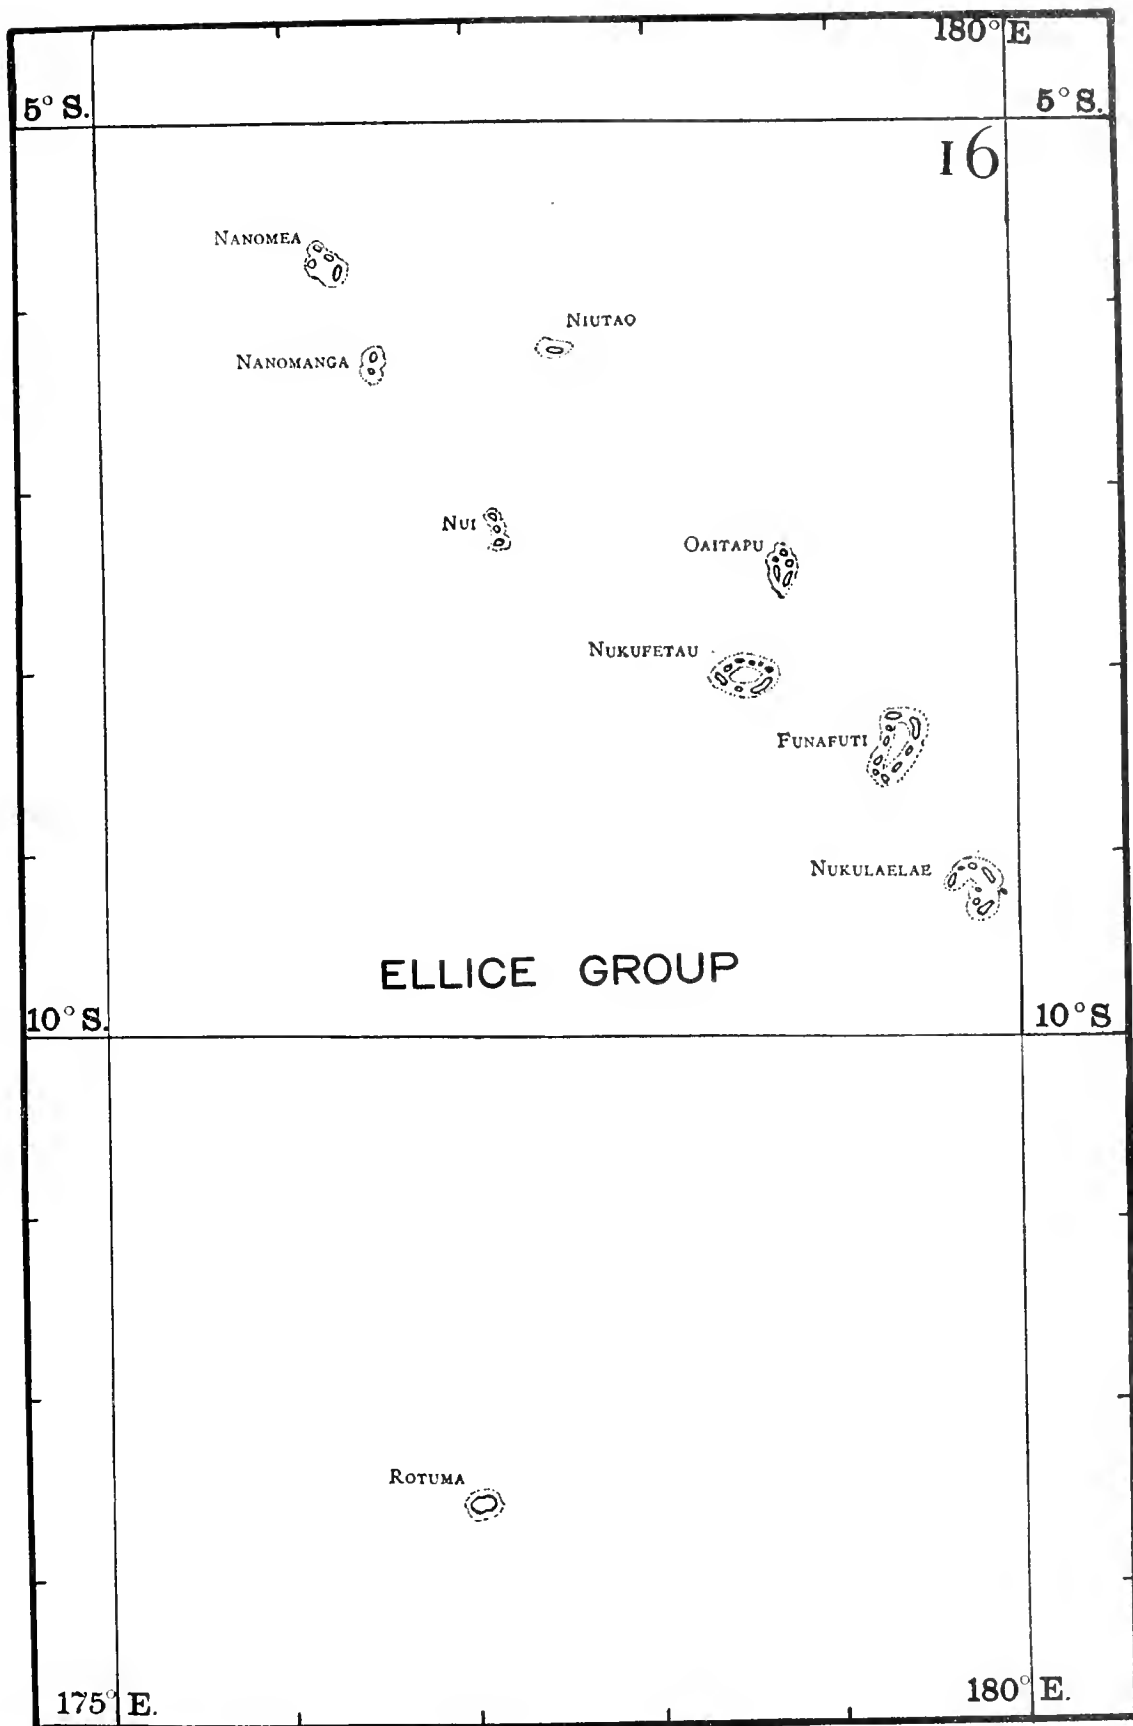 180° E
5° S.
5° S.
16
NANOMEA
NIUTAO
NANOMANGA
NUI
OAITAPU
NUKUFETAU
FUNAFUTI
NUKULAELAE
ELLICE GROUP
10° S.
10° S
ROTUMA
175° E.
180° E.